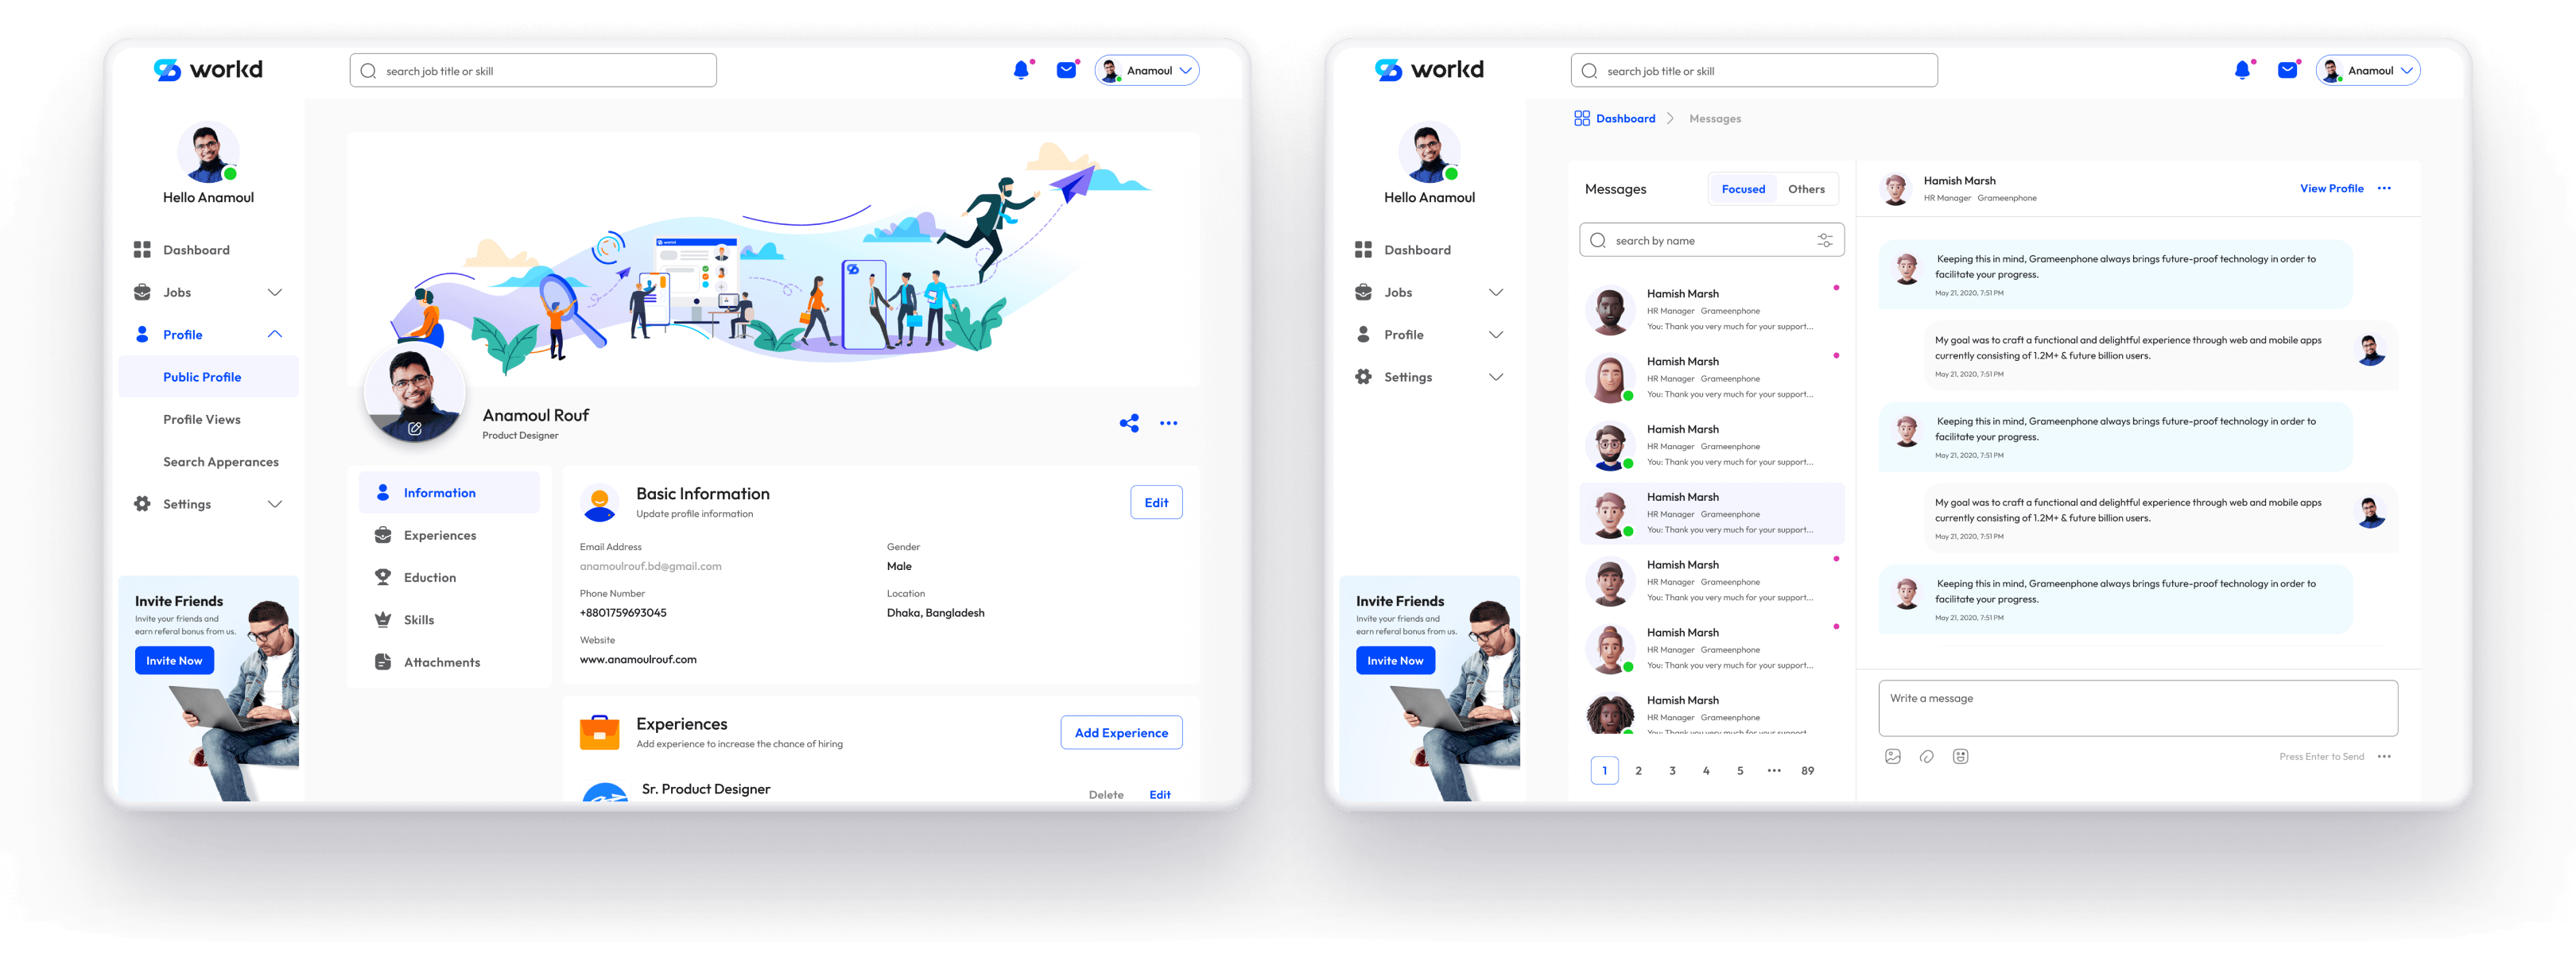 workd
search job title or skill
Anamoul
Hello Anamoul
Dashboard
Jobs
Profile
Public Profile
Profile Views
Search Apperances
Settings
Invite Friends
Invite your friends and
earn referal bonus from us.
Invite Now
workd
Anamoul Rouf
Product Designer
Information
Experiences
Eduction
Skills
Attachments
Basic Information
Update profile information
Edit
Email Address
anamoulrouf.bd@gmail.com
Gender
Male
Phone Number
+8801759693045
Location
Dhaka, Bangladesh
Website
www.anamoulrouf.com
Experiences
Add experience to increase the chance of hiring
Add Experience
Sr. Product Designer
Delete
Edit
workd
search job title or skill
Anamoul
Hello Anamoul
Dashboard
Jobs
Profile
Settings
Invite Friends
Invite your friends and
earn referal bonus from us.
Invite Now
Dashboard
Messages
Messages
Focused
Others
search by name
Hamish Marsh
HR Manager Grameenphone
You: Thank you very much for your support...
Hamish Marsh
HR Manager Grameenphone
You: Thank you very much for your support...
Hamish Marsh
HR Manager Grameenphone
You: Thank you very much for your support...
Hamish Marsh
HR Manager Grameenphone
You: Thank you very much for your support...
Hamish Marsh
HR Manager Grameenphone
You: Thank you very much for your support...
Hamish Marsh
HR Manager Grameenphone
You: Thank you very much for your support...
Hamish Marsh
HR Manager Grameenphone
You: Thank you very much for your support...
1 2 3 4 5 ... 89
Hamish Marsh
HR Manager Grameenphone
View Profile
Keeping this in mind, Grameenphone always brings future-proof technology in order to
facilitate your progress.
May 21, 2020, 7:51 PM
My goal was to craft a functional and delightful experience through web and mobile apps
currently consisting of 1.2M+ & future billion users.
May 21, 2020, 7:51 PM
Keeping this in mind, Grameenphone always brings future-proof technology in order to
facilitate your progress.
May 21, 2020, 7:51 PM
My goal was to craft a functional and delightful experience through web and mobile apps
currently consisting of 1.2M+ & future billion users.
May 21, 2020, 7:51 PM
Keeping this in mind, Grameenphone always brings future-proof technology in order to
facilitate your progress.
May 21, 2020, 7:51 PM
Write a message
Press Enter to Send